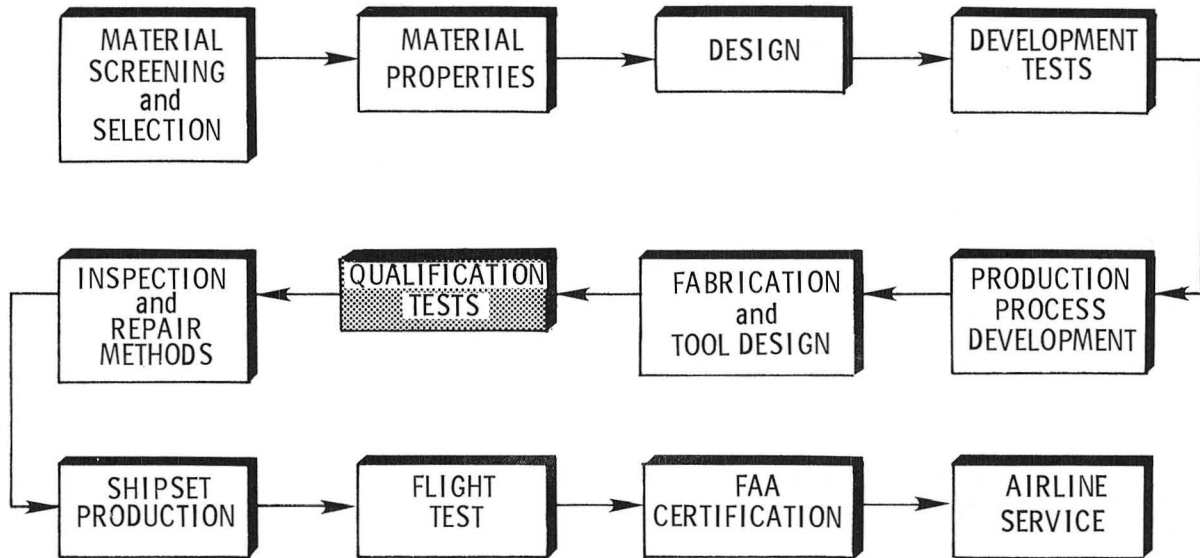 MATERIAL
SCREENING
and
SELECTION
MATERIAL
PROPERTIES
DESIGN
DEVELOPMENT
TESTS
PRODUCTION
PROCESS
DEVELOPMENT
FABRICATION
and
TOOL DESIGN
QUALIFICATION
TESTS
INSPECTION
and
REPAIR
METHODS
SHIPSET
PRODUCTION
FLIGHT
TEST
FAA
CERTIFICATION
AIRLINE
SERVICE